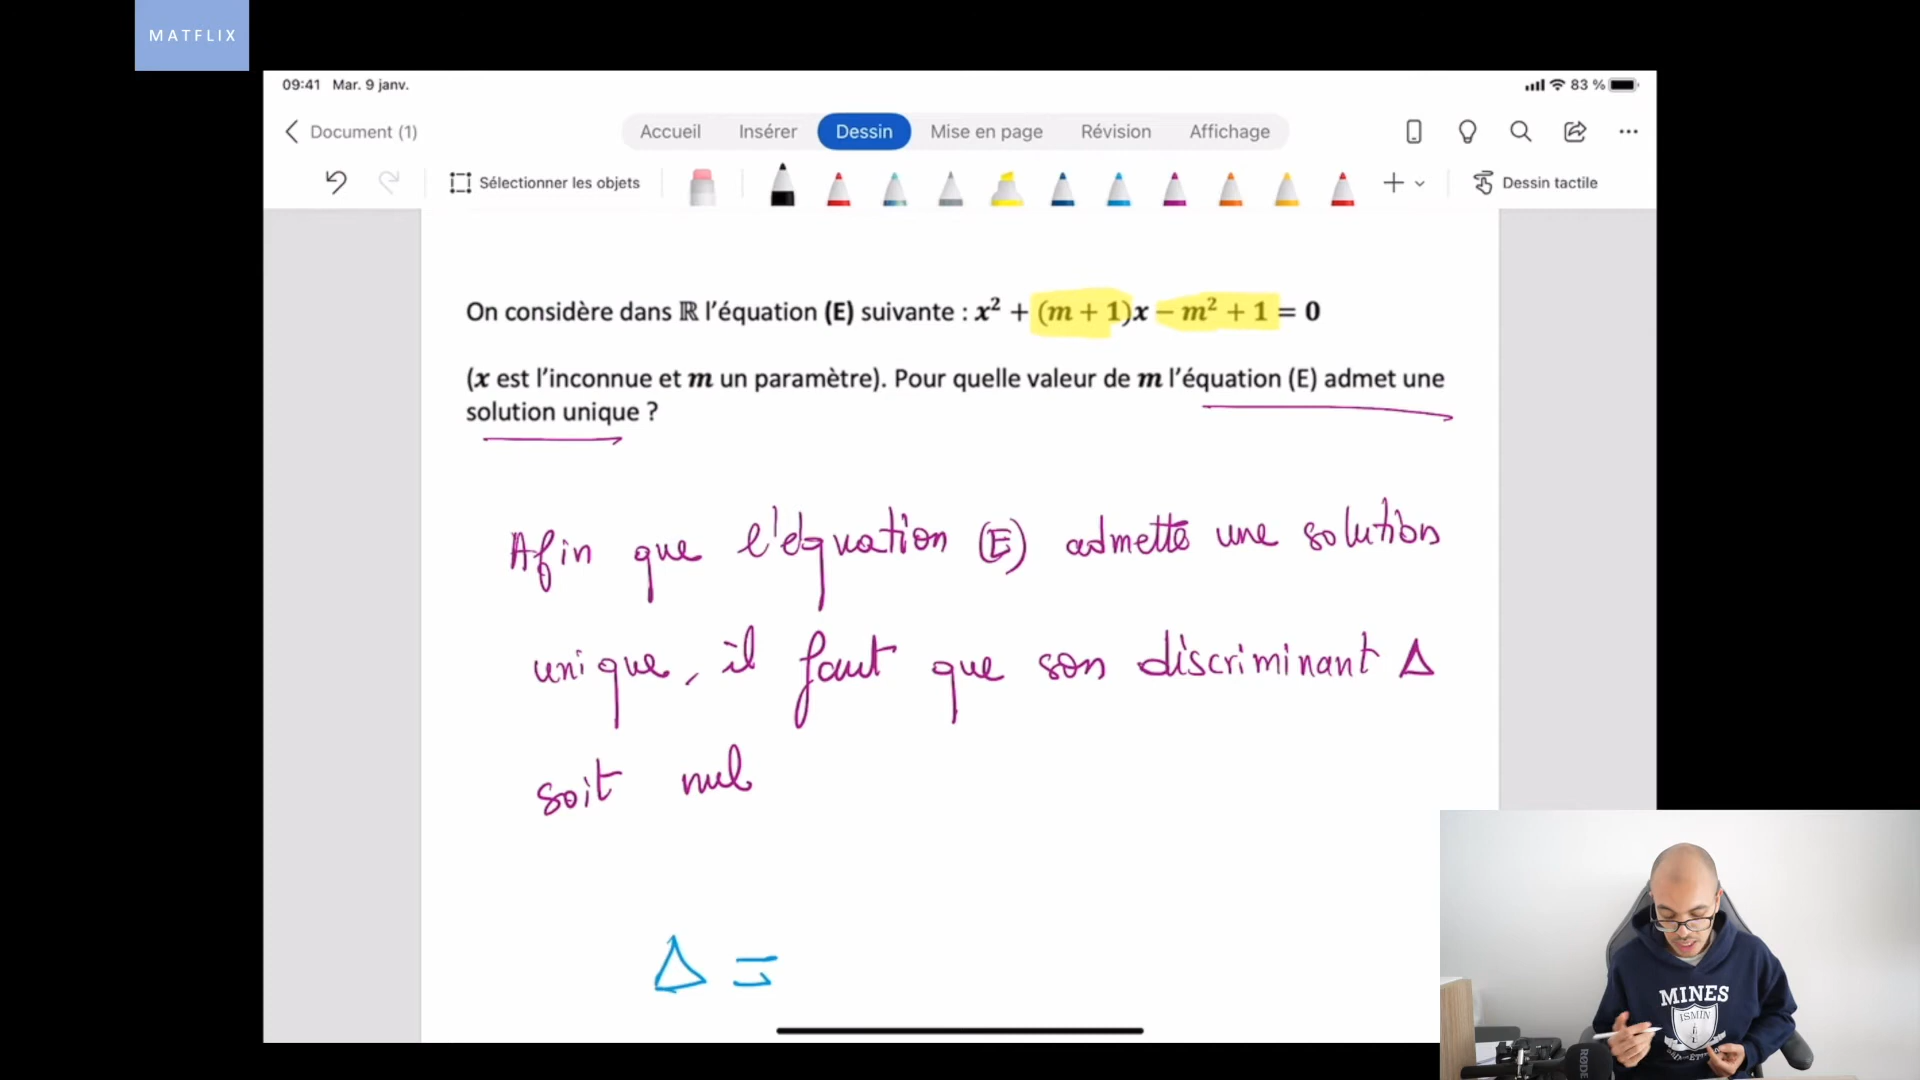 MATFLIX
09:41 Mar. 9 janv.
83 %
Document (1)
Accueil Insérer Dessin Mise en page Révision Affichage
Sélectionner les objets
Dessin tactile
On considère dans ℝ l'équation (E) suivante : x² + (m + 1)x − m² + 1 = 0
(x est l'inconnue et m un paramètre). Pour quelle valeur de m l'équation (E) admet une
solution unique ?
Afin que l'équation (E) admette une solution
unique, il faut que son discriminant Δ
soit nul
Δ =
MINES
ISMIN
RØDE